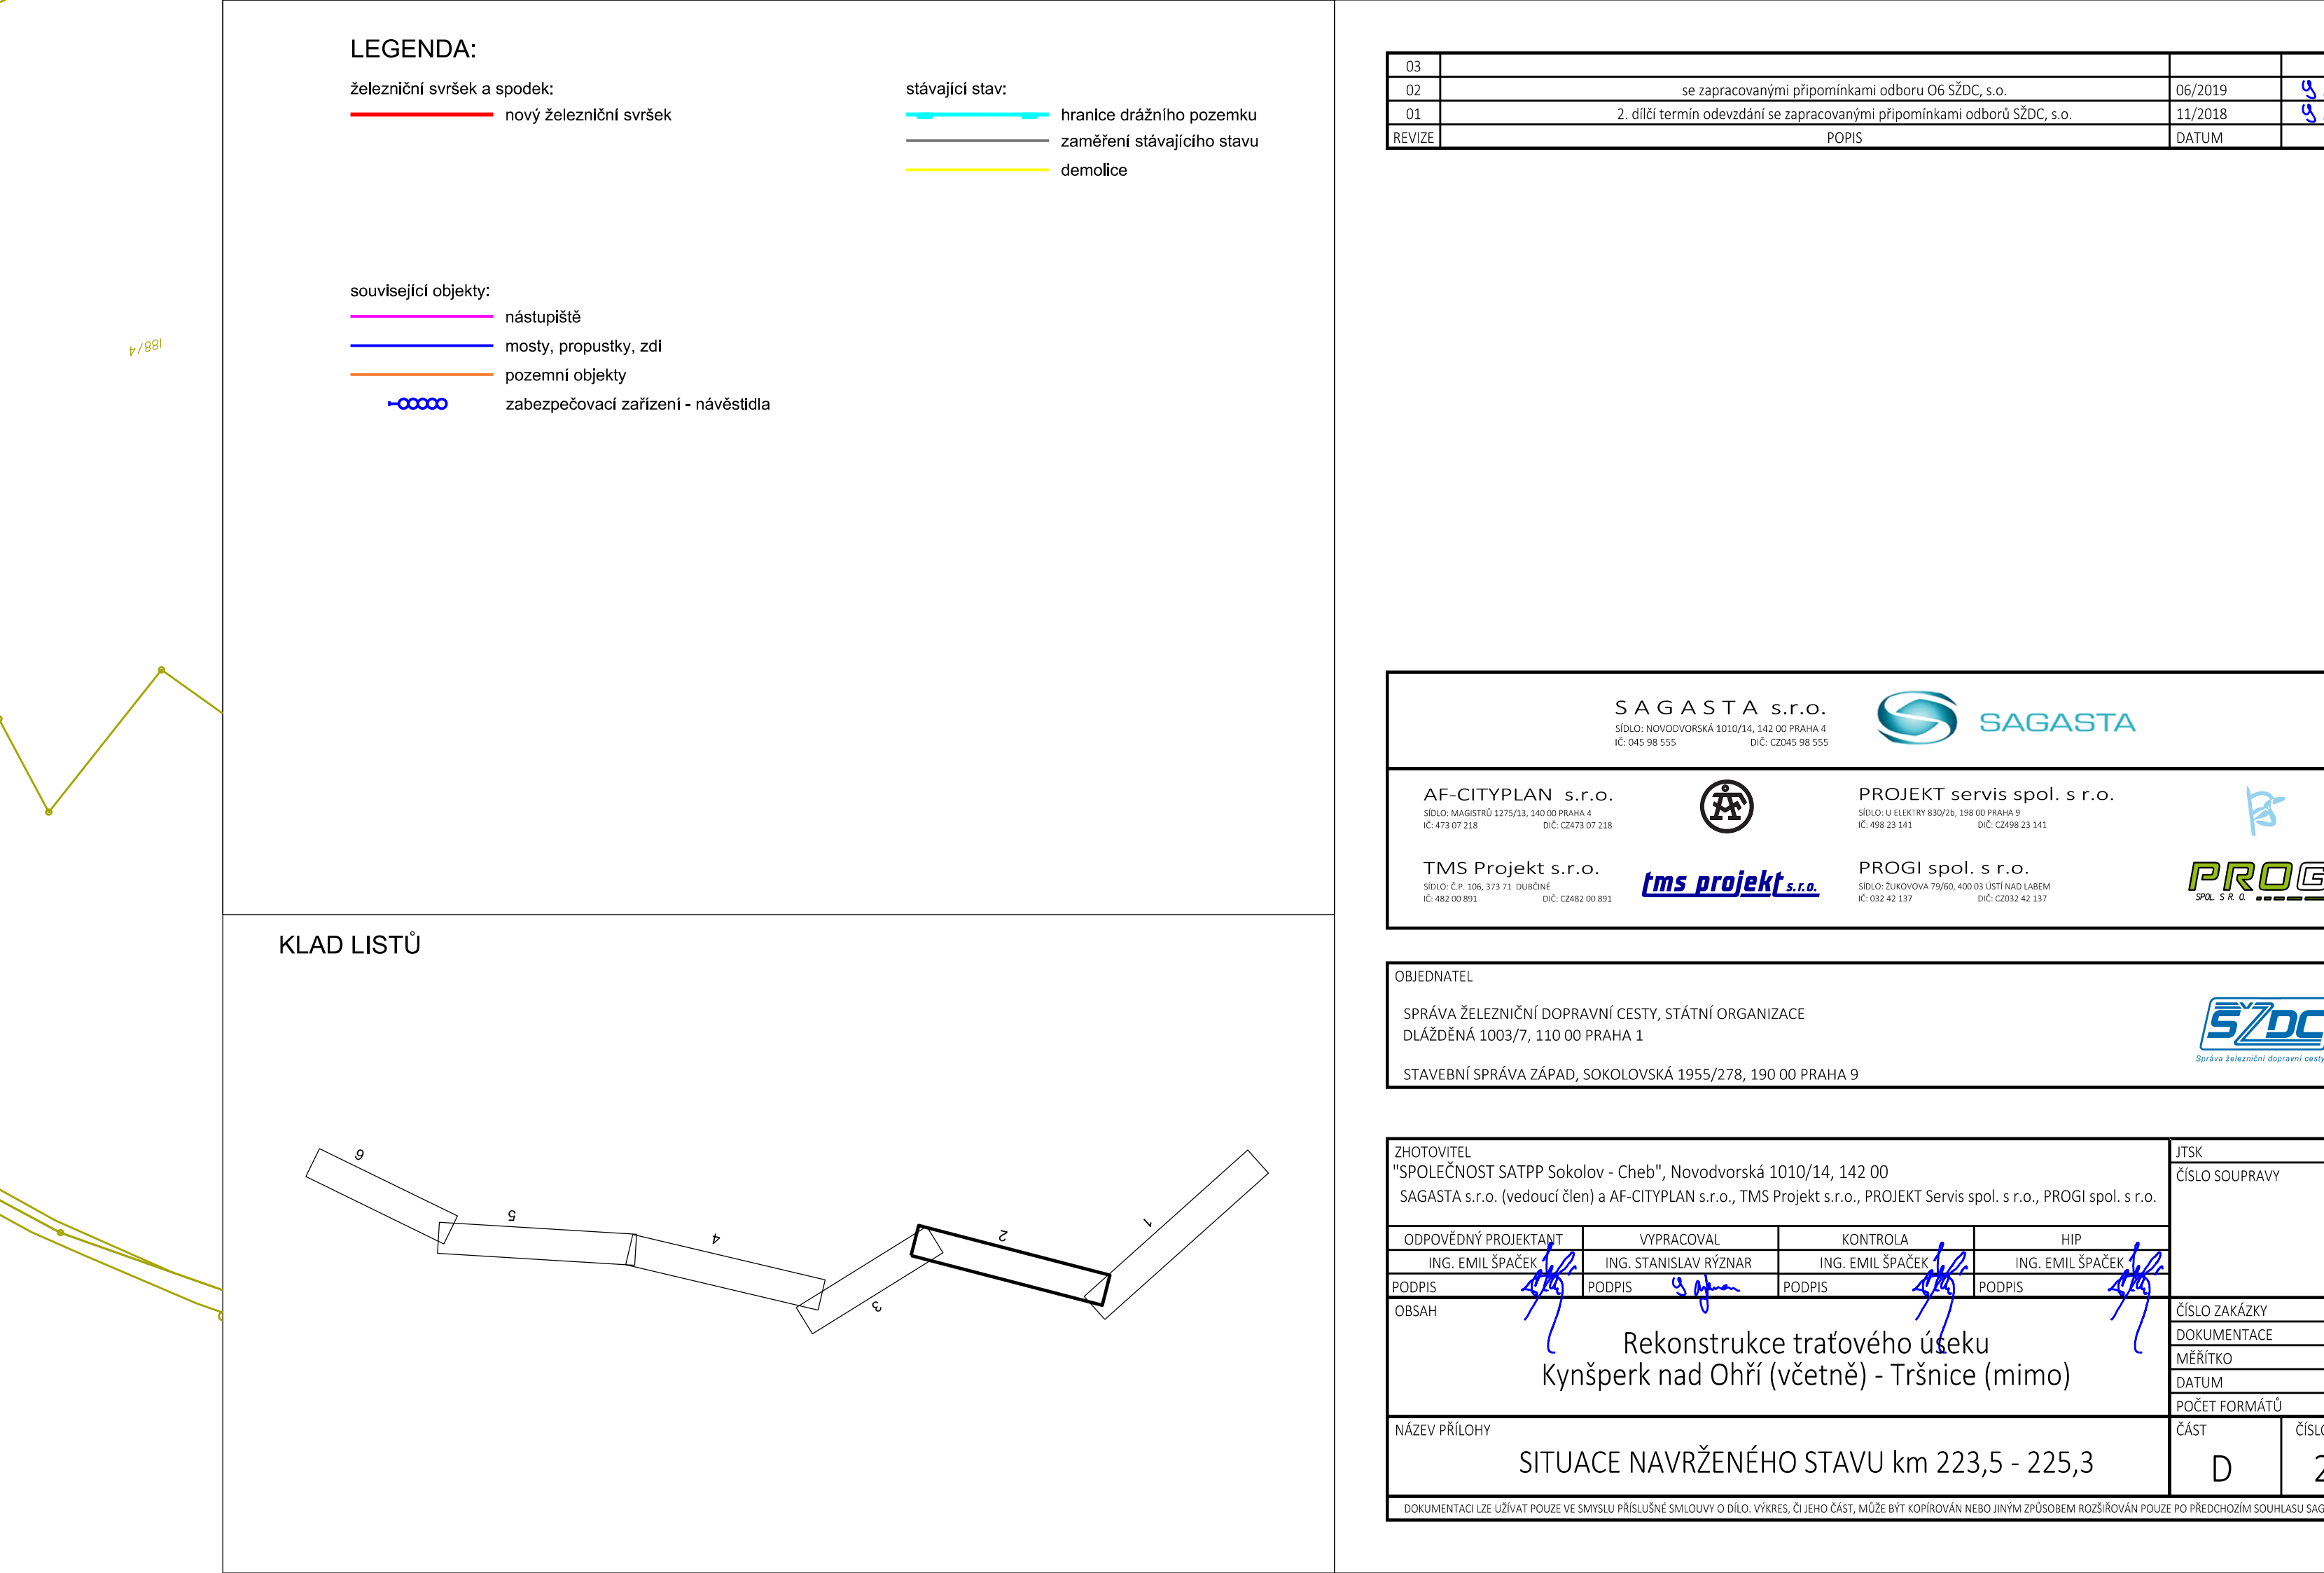 LEGENDA:
železniční svršek a spodek:
nový železniční svršek
stávající stav:
hranice drážního pozemku
zaměření stávajícího stavu
demolice
související objekty:
nástupiště
mosty, propustky, zdi
pozemní objekty
zabezpečovací zařízení - návěstidla
188/4
KLAD LISTŮ
6
5
4
3
2
1
03
02 se zapracovanými připomínkami odboru O6 SŽDC, s.o. 06/2019
01 2. dílčí termín odevzdání se zapracovanými připomínkami odborů SŽDC, s.o. 11/2018
REVIZE POPIS DATUM
SAGASTA s.r.o.
SÍDLO: NOVODVORSKÁ 1010/14, 142 00 PRAHA 4
IČ: 045 98 555 DIČ: CZ045 98 555
SAGASTA
AF-CITYPLAN s.r.o.
SÍDLO: MAGISTRŮ 1275/13, 140 00 PRAHA 4
IČ: 473 07 218 DIČ: CZ473 07 218
ÅF
PROJEKT servis spol. s r.o.
SÍDLO: U ELEKTRY 830/2b, 198 00 PRAHA 9
IČ: 498 23 141 DIČ: CZ498 23 141
TMS Projekt s.r.o.
SÍDLO: Č.P. 106, 373 71 DUBČINÉ
IČ: 482 00 891 DIČ: CZ482 00 891
tms projekt s.r.o.
PROGI spol. s r.o.
SÍDLO: ŽUKOVOVA 79/60, 400 03 ÚSTÍ NAD LABEM
IČ: 032 42 137 DIČ: CZ032 42 137
PROG
SPOL. S R. O.
OBJEDNATEL
SPRÁVA ŽELEZNIČNÍ DOPRAVNÍ CESTY, STÁTNÍ ORGANIZACE
DLÁŽDĚNÁ 1003/7, 110 00 PRAHA 1
STAVEBNÍ SPRÁVA ZÁPAD, SOKOLOVSKÁ 1955/278, 190 00 PRAHA 9
SŽDC
Správa železniční dopravní cesty
ZHOTOVITEL
"SPOLEČNOST SATPP Sokolov - Cheb", Novodvorská 1010/14, 142 00
SAGASTA s.r.o. (vedoucí člen) a AF-CITYPLAN s.r.o., TMS Projekt s.r.o., PROJEKT Servis spol. s r.o., PROGI spol. s r.o.
JTSK
ČÍSLO SOUPRAVY
ODPOVĚDNÝ PROJEKTANT VYPRACOVAL KONTROLA HIP
ING. EMIL ŠPAČEK ING. STANISLAV RÝZNAR ING. EMIL ŠPAČEK ING. EMIL ŠPAČEK
PODPIS PODPIS PODPIS PODPIS
OBSAH
Rekonstrukce traťového úseku
Kynšperk nad Ohří (včetně) - Tršnice (mimo)
ČÍSLO ZAKÁZKY
DOKUMENTACE
MĚŘÍTKO
DATUM
POČET FORMÁTŮ
NÁZEV PŘÍLOHY
SITUACE NAVRŽENÉHO STAVU km 223,5 - 225,3
ČÁST
D
ČÍSLO
2
DOKUMENTACI LZE UŽÍVAT POUZE VE SMYSLU PŘÍSLUŠNÉ SMLOUVY O DÍLO. VÝKRES, ČI JEHO ČÁST, MŮŽE BÝT KOPÍROVÁN NEBO JINÝM ZPŮSOBEM ROZŠIŘOVÁN POUZE PO PŘEDCHOZÍM SOUHLASU SAG